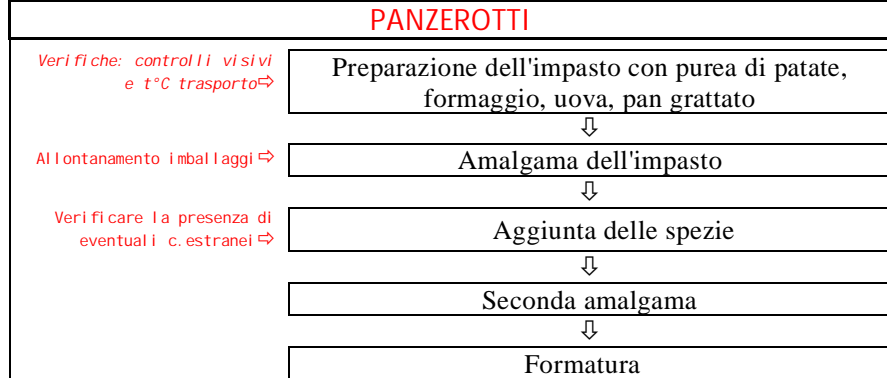 PANZEROTTI
Verifiche: controlli visivi
e t°C trasporto⇨
Preparazione dell'impasto con purea di patate,
formaggio, uova, pan grattato
⇩
Allontanamento imballaggi⇨
Amalgama dell'impasto
⇩
Verificare la presenza di
eventuali c.estranei⇨
Aggiunta delle spezie
⇩
Seconda amalgama
⇩
Formatura